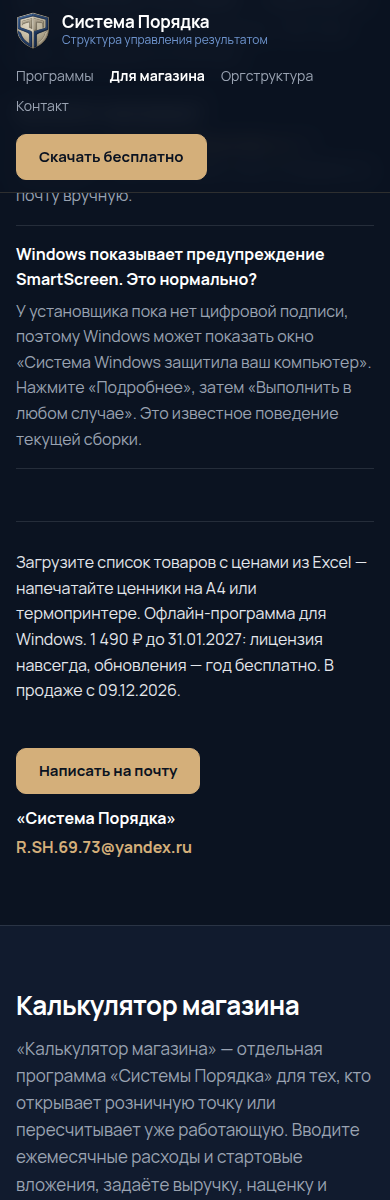 Система Порядка
Структура управления результатом
Программы Для магазина Оргструктура
Контакт
Скачать бесплатно
почту вручную.
Windows показывает предупреждение
SmartScreen. Это нормально?
У установщика пока нет цифровой подписи,
поэтому Windows может показать окно
«Система Windows защитила ваш компьютер».
Нажмите «Подробнее», затем «Выполнить в
любом случае». Это известное поведение
текущей сборки.
Загрузите список товаров с ценами из Excel —
напечатайте ценники на А4 или
термопринтере. Офлайн-программа для
Windows. 1 490 ₽ до 31.01.2027: лицензия
навсегда, обновления — год бесплатно. В
продаже с 09.12.2026.
Написать на почту
«Система Порядка»
R.SH.69.73@yandex.ru
Калькулятор магазина
«Калькулятор магазина» — отдельная
программа «Системы Порядка» для тех, кто
открывает розничную точку или
пересчитывает уже работающую. Вводите
ежемесячные расходы и стартовые
вложения, задаёте выручку, наценку и